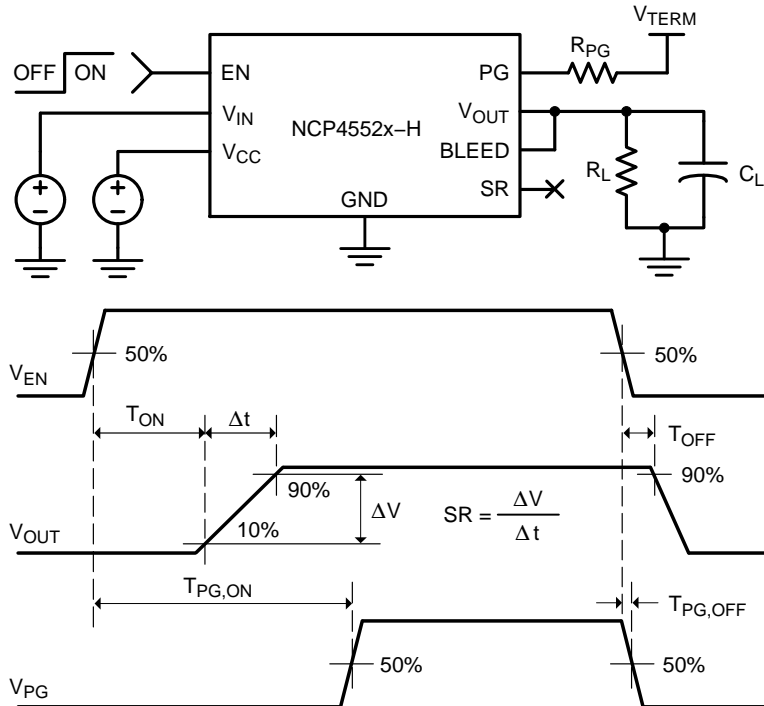 V_TERM
R_PG
OFF ON
EN
PG
V_IN
V_OUT
NCP4552x–H
V_CC
BLEED
SR
R_L
C_L
GND
+
–
+
–
50%
50%
V_EN
T_ON
Δt
T_OFF
90%
90%
ΔV
SR = ΔV / Δt
10%
V_OUT
T_PG,ON
T_PG,OFF
50%
50%
V_PG